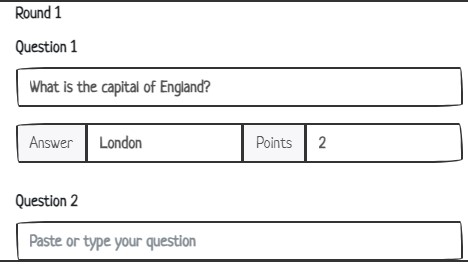 Round 1
Question 1
What is the capital of England?
Answer London Points 2
Question 2
Paste or type your question